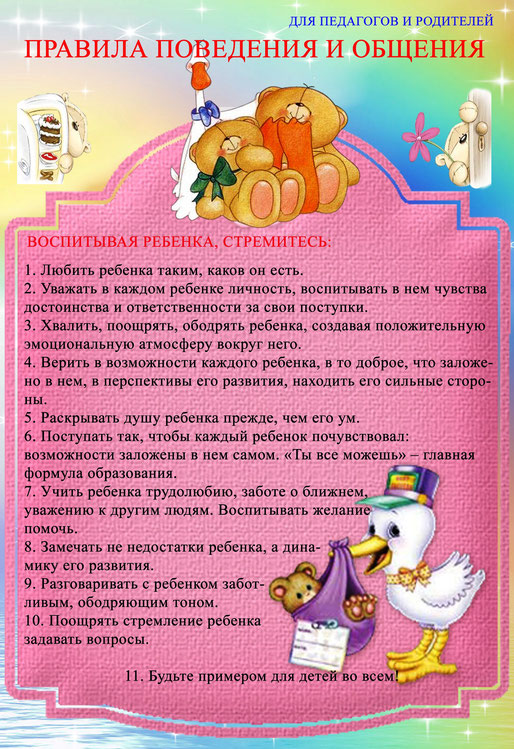 ДЛЯ ПЕДАГОГОВ И РОДИТЕЛЕЙ
ПРАВИЛА ПОВЕДЕНИЯ И ОБЩЕНИЯ
ВОСПИТЫВАЯ РЕБЕНКА, СТРЕМИТЕСЬ:
1. Любить ребенка таким, каков он есть.
2. Уважать в каждом ребенке личность, воспитывать в нем чувства
достоинства и ответственности за свои поступки.
3. Хвалить, поощрять, ободрять ребенка, создавая положительную
эмоциональную атмосферу вокруг него.
4. Верить в возможности каждого ребенка, в то доброе, что заложе-
но в нем, в перспективы его развития, находить его сильные сторо-
ны.
5. Раскрывать душу ребенка прежде, чем его ум.
6. Поступать так, чтобы каждый ребенок почувствовал:
возможности заложены в нем самом. «Ты все можешь» – главная
формула образования.
7. Учить ребенка трудолюбию, заботе о ближнем,
уважению к другим людям. Воспитывать желание
помочь.
8. Замечать не недостатки ребенка, а дина-
мику его развития.
9. Разговаривать с ребенком забот-
ливым, ободряющим тоном.
10. Поощрять стремление ребенка
задавать вопросы.
11. Будьте примером для детей во всем!